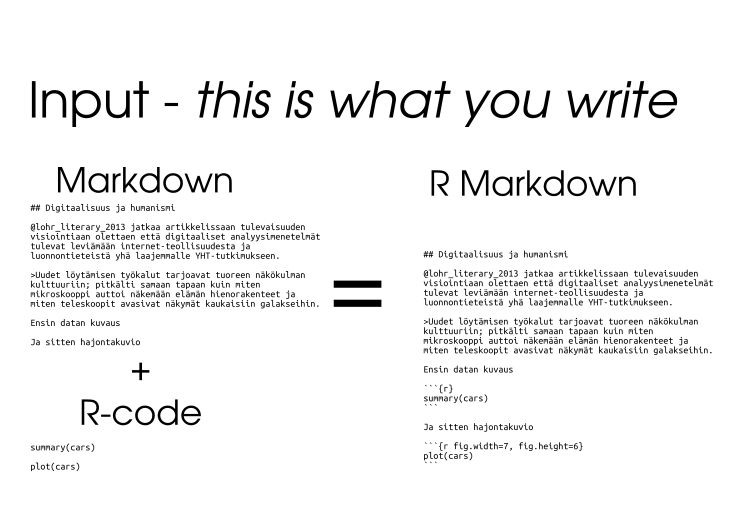 Input - this is what you write
Markdown
## Digitaalisuus ja humanismi
@lohr_literary_2013 jatkaa artikkelissaan tulevaisuuden
visiointiaan olettaen että digitaaliset analyysimenetelmät
tulevat leviämään internet-teollisuudesta ja
luonnontieteistä yhä laajemmalle YHT-tutkimukseen.
>Uudet löytämisen työkalut tarjoavat tuoreen näkökulman
kulttuuriin; pitkälti samaan tapaan kuin miten
mikroskooppi auttoi näkemään elämän hienorakenteet ja
miten teleskoopit avasivat näkymät kaukaisiin galakseihin.
Ensin datan kuvaus
Ja sitten hajontakuvio
+
R-code
summary(cars)
plot(cars)
=
R Markdown
## Digitaalisuus ja humanismi
@lohr_literary_2013 jatkaa artikkelissaan tulevaisuuden
visiointiaan olettaen että digitaaliset analyysimenetelmät
tulevat leviämään internet-teollisuudesta ja
luonnontieteistä yhä laajemmalle YHT-tutkimukseen.
>Uudet löytämisen työkalut tarjoavat tuoreen näkökulman
kulttuuriin; pitkälti samaan tapaan kuin miten
mikroskooppi auttoi näkemään elämän hienorakenteet ja
miten teleskoopit avasivat näkymät kaukaisiin galakseihin.
Ensin datan kuvaus
```{r}
summary(cars)
```
Ja sitten hajontakuvio
```{r fig.width=7, fig.height=6}
plot(cars)
```